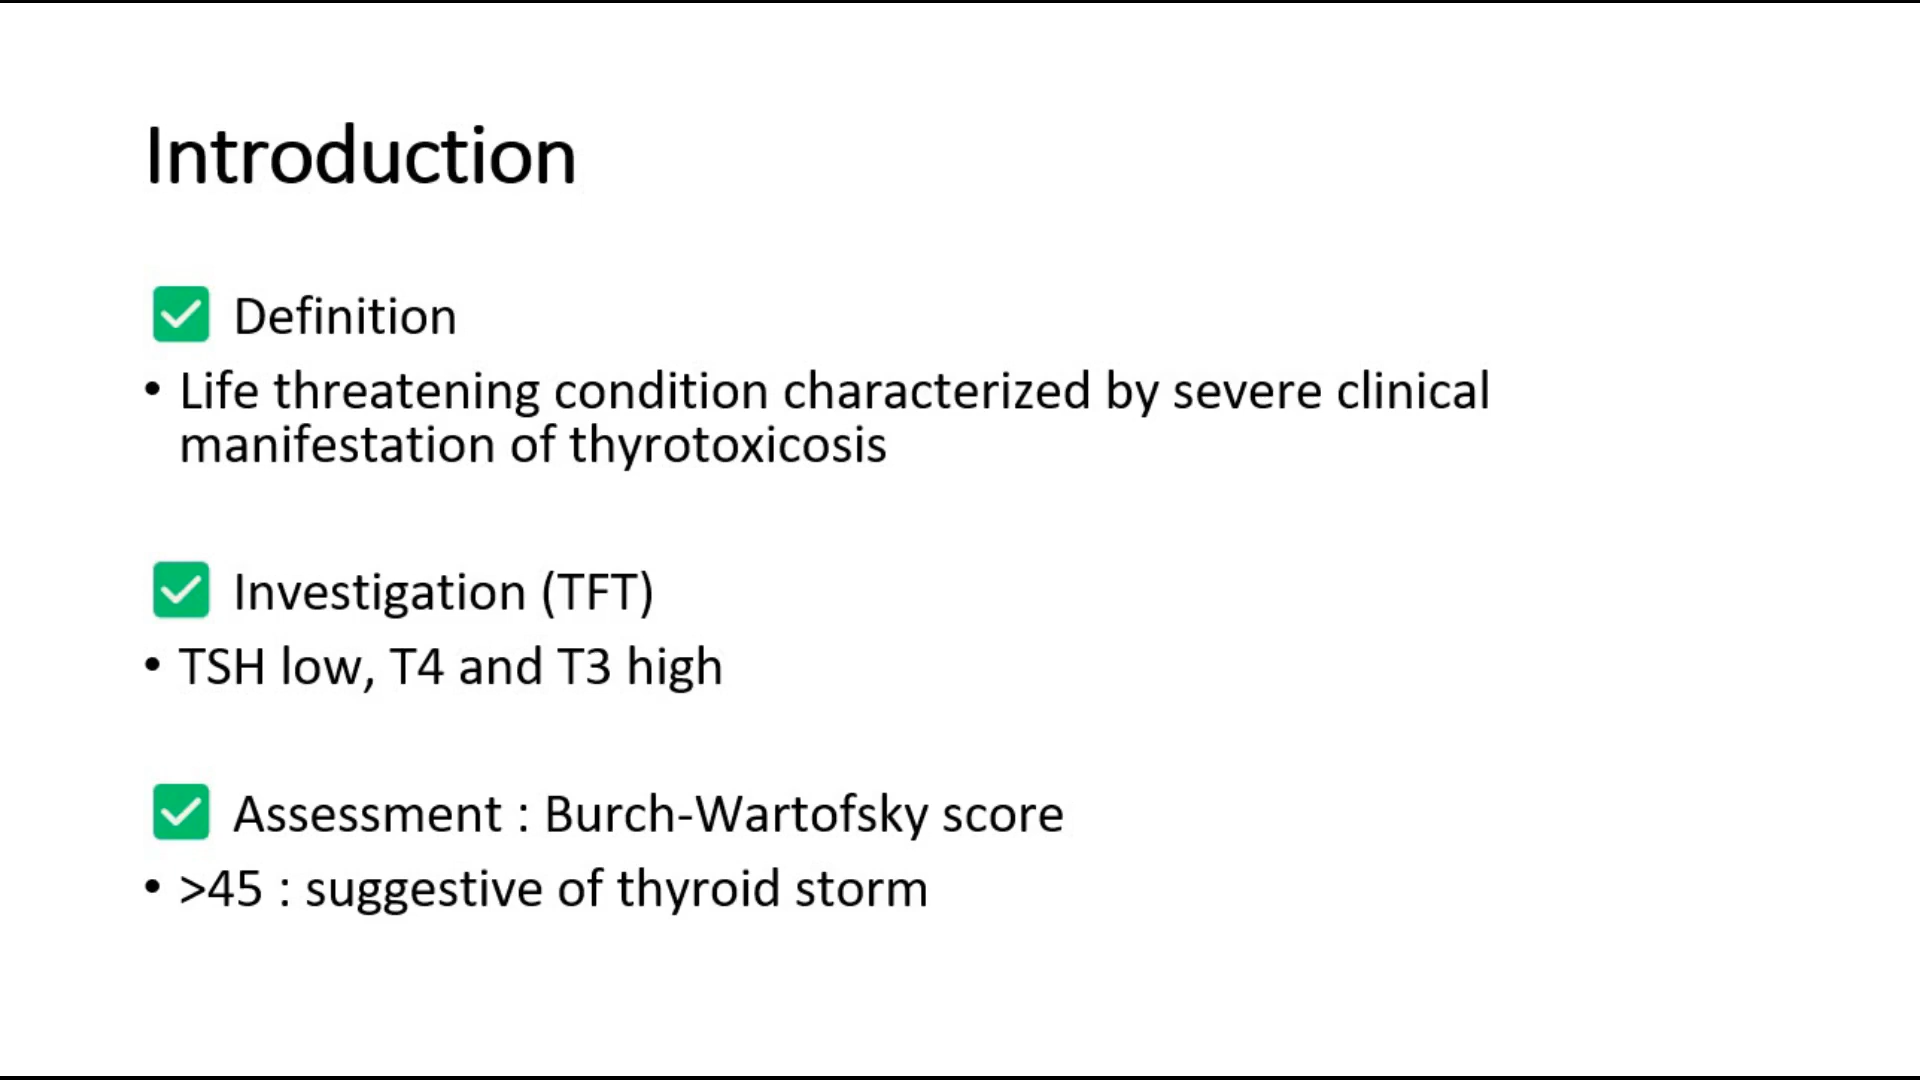 Introduction
✅ Definition
• Life threatening condition characterized by severe clinical
manifestation of thyrotoxicosis
✅ Investigation (TFT)
• TSH low, T4 and T3 high
✅ Assessment : Burch-Wartofsky score
• >45 : suggestive of thyroid storm